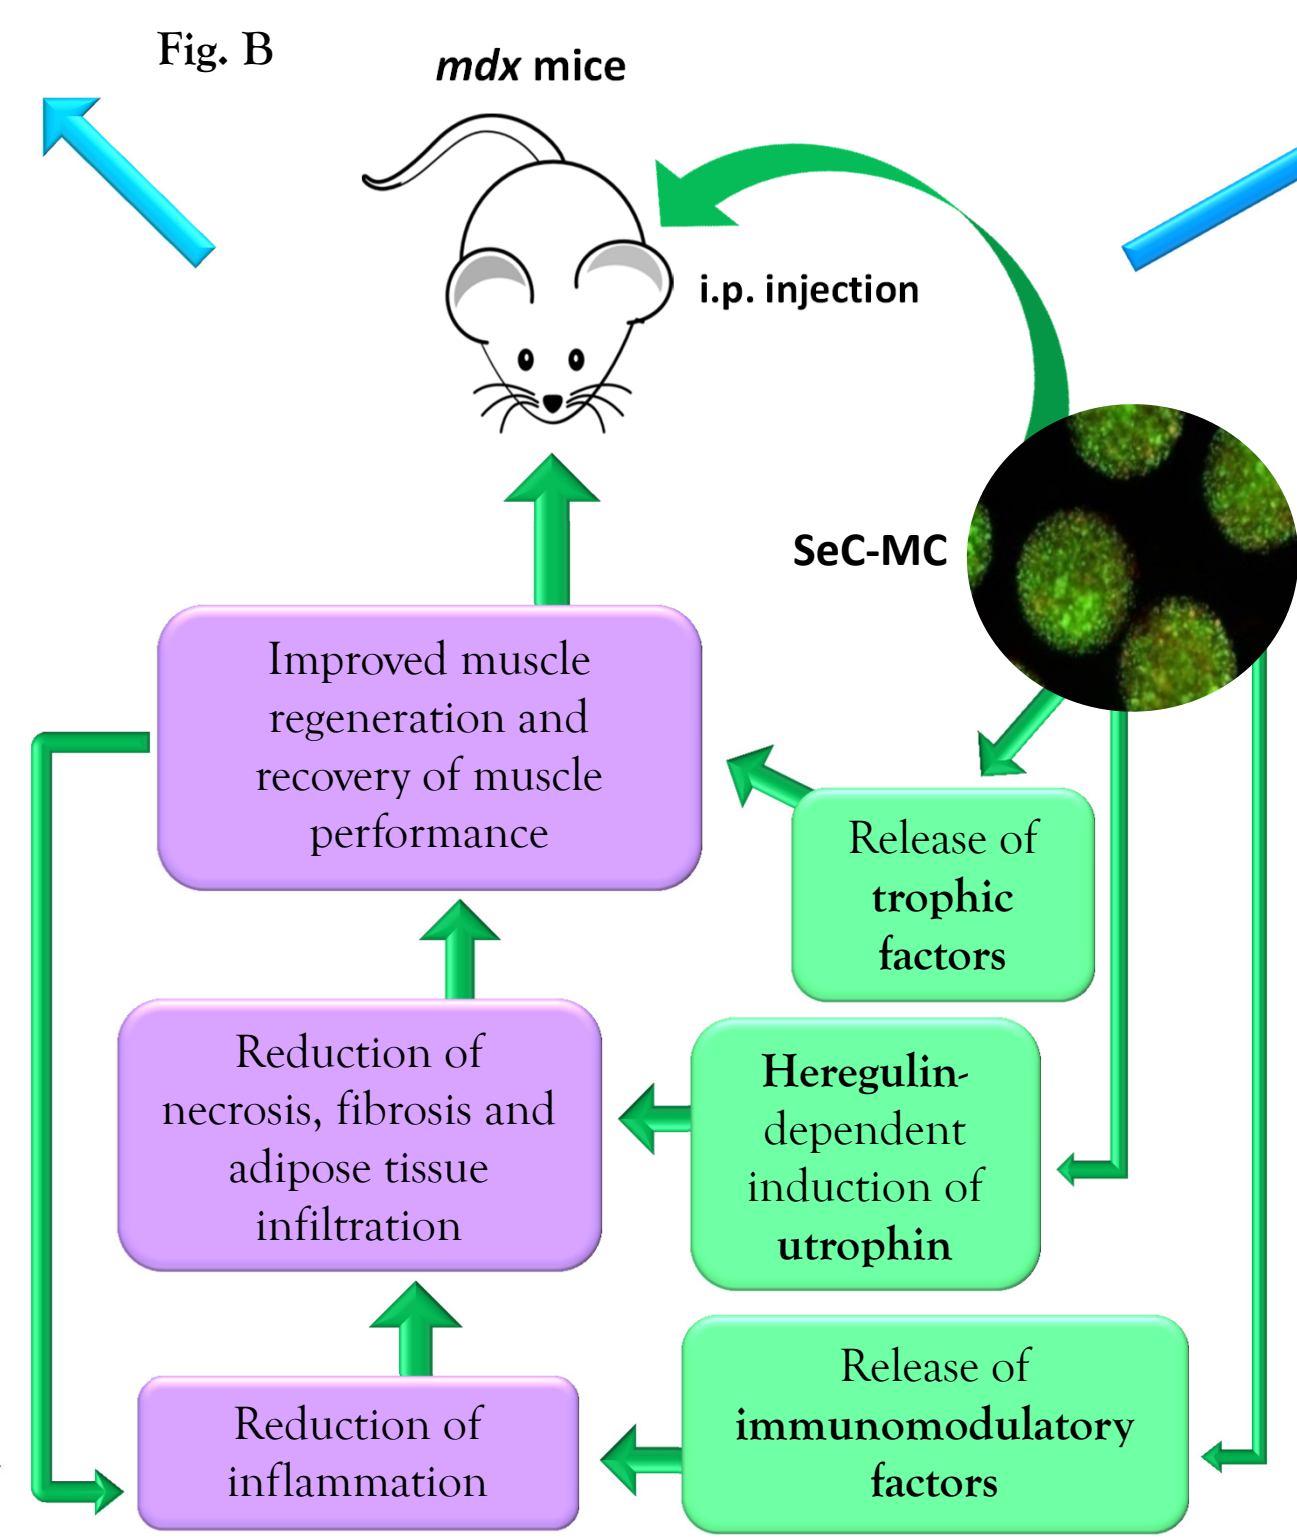 Fig. B
mdx mice
i.p. injection
SeC-MC
Improved muscle
regeneration and
recovery of muscle
performance
Release of
trophic
factors
Reduction of
necrosis, fibrosis and
adipose tissue
infiltration
Heregulin-
dependent
induction of
utrophin
Reduction of
inflammation
Release of
immunomodulatory
factors